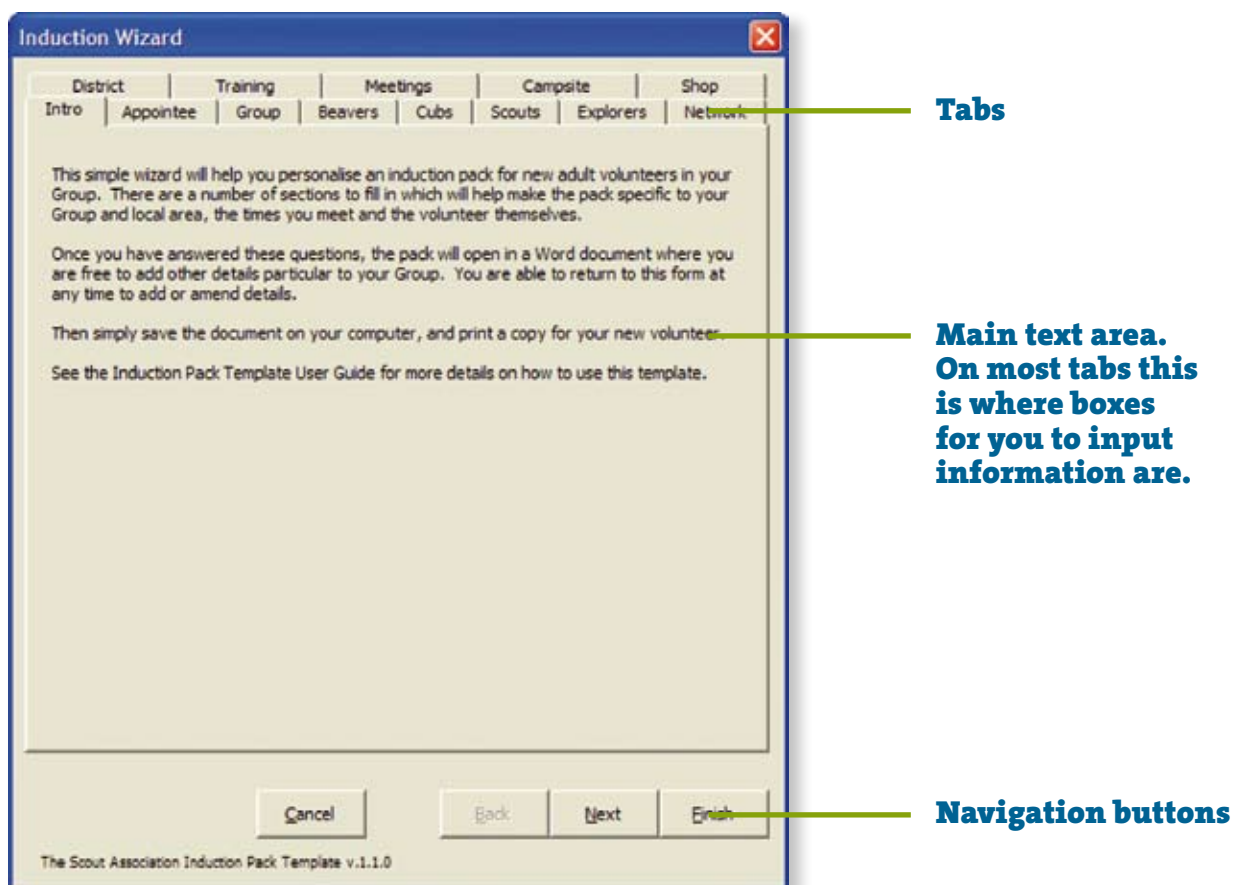 Induction Wizard
District Training Meetings Campsite Shop
Intro Appointee Group Beavers Cubs Scouts Explorers Network
Tabs
This simple wizard will help you personalise an induction pack for new adult volunteers in your
Group. There are a number of sections to fill in which will help make the pack specific to your
Group and local area, the times you meet and the volunteer themselves.
Once you have answered these questions, the pack will open in a Word document where you
are free to add other details particular to your Group. You are able to return to this form at
any time to add or amend details.
Then simply save the document on your computer, and print a copy for your new volunteer.
See the Induction Pack Template User Guide for more details on how to use this template.
Main text area.
On most tabs this
is where boxes
for you to input
information are.
Cancel Back Next Finish
Navigation buttons
The Scout Association Induction Pack Template v.1.1.0